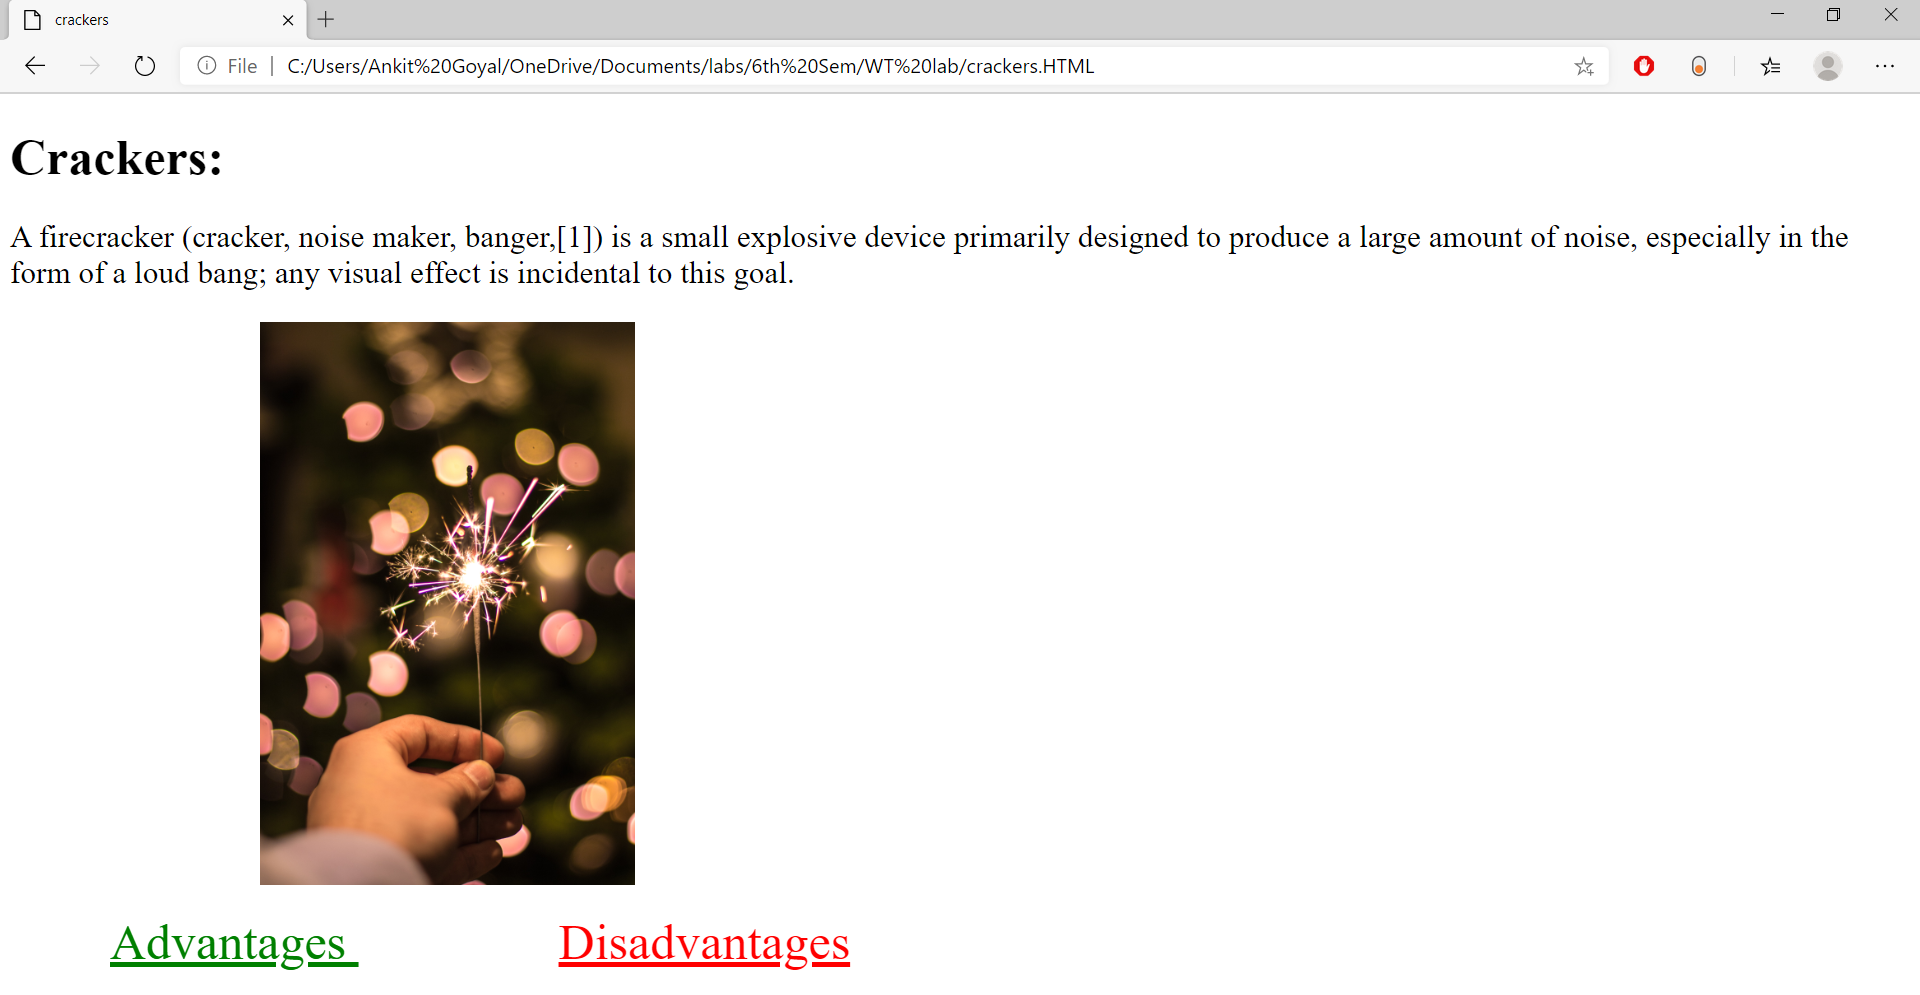 crackers
File
C:/Users/Ankit%20Goyal/OneDrive/Documents/labs/6th%20Sem/WT%20lab/crackers.HTML
Crackers:
A firecracker (cracker, noise maker, banger,[1]) is a small explosive device primarily designed to produce a large amount of noise, especially in the
form of a loud bang; any visual effect is incidental to this goal.
Advantages Disadvantages